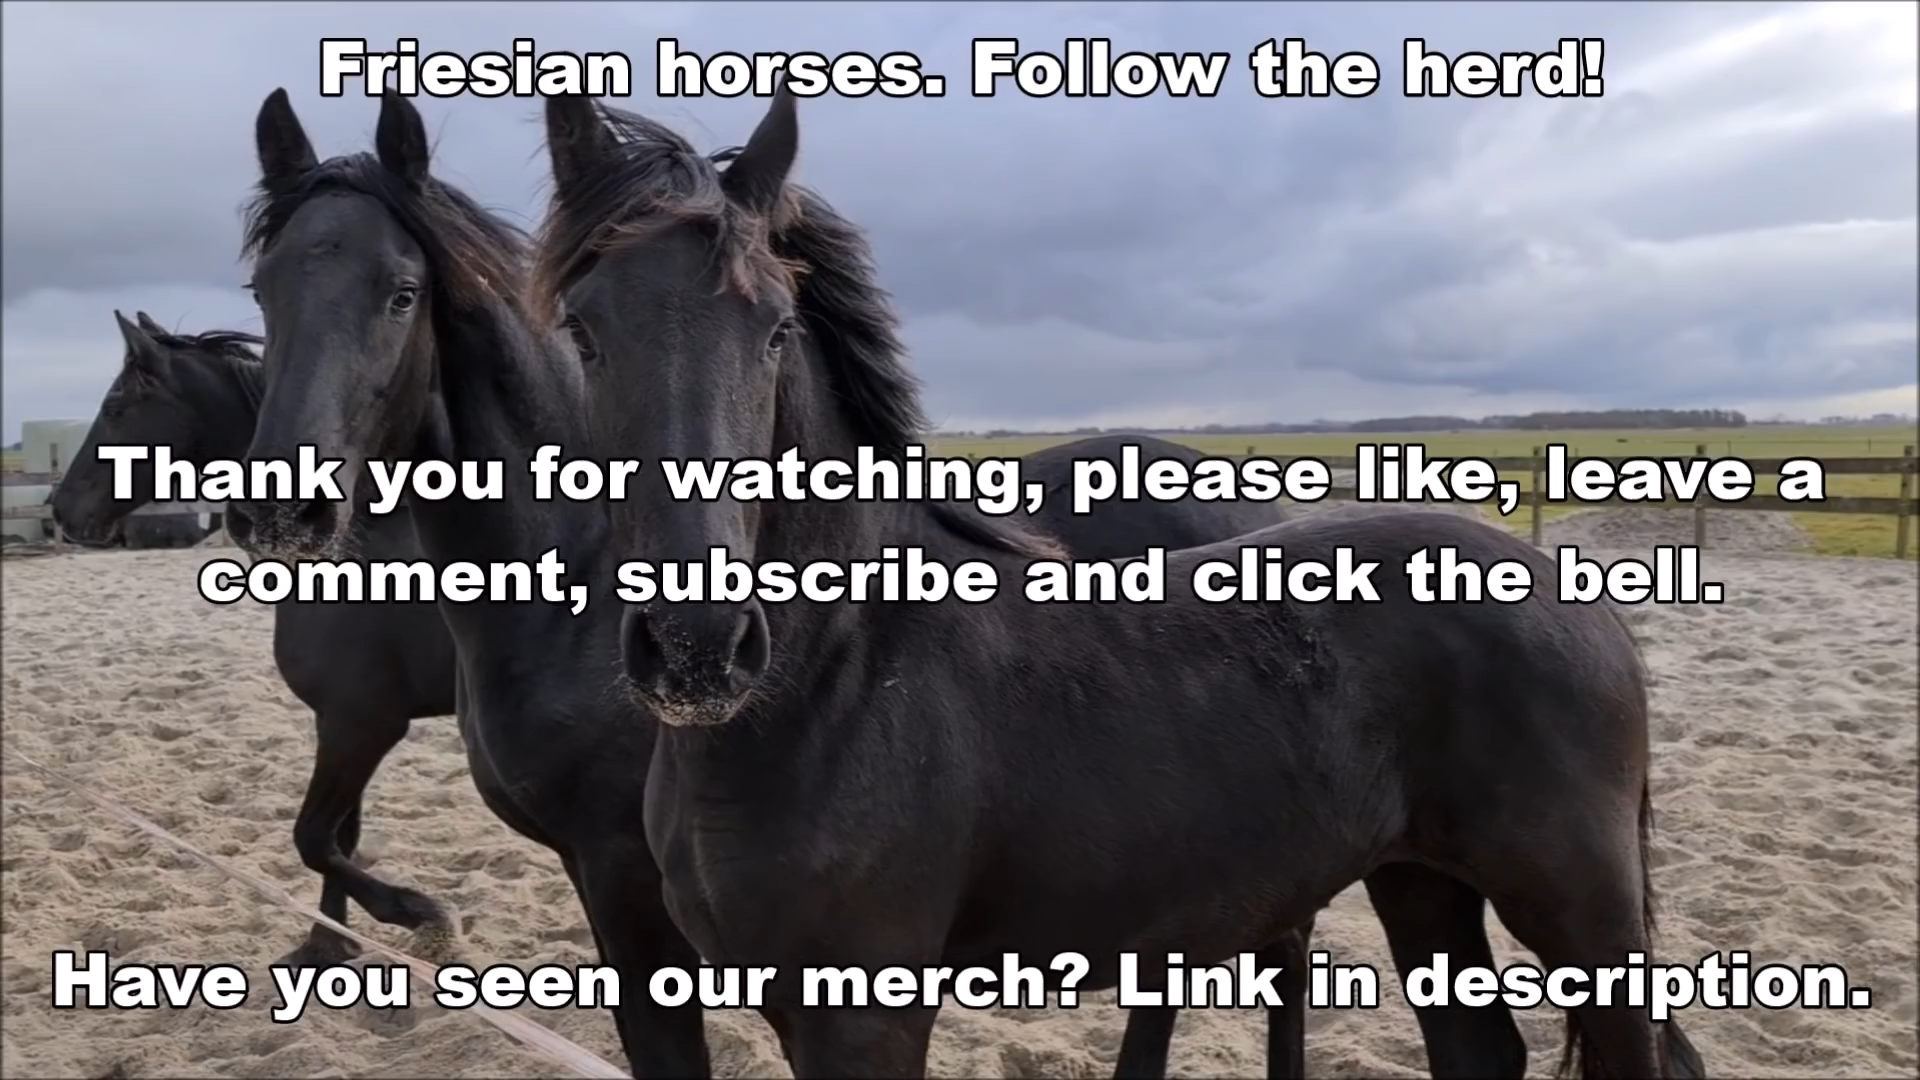 Friesian horses. Follow the herd!
Thank you for watching, please like, leave a
comment, subscribe and click the bell.
Have you seen our merch? Link in description.